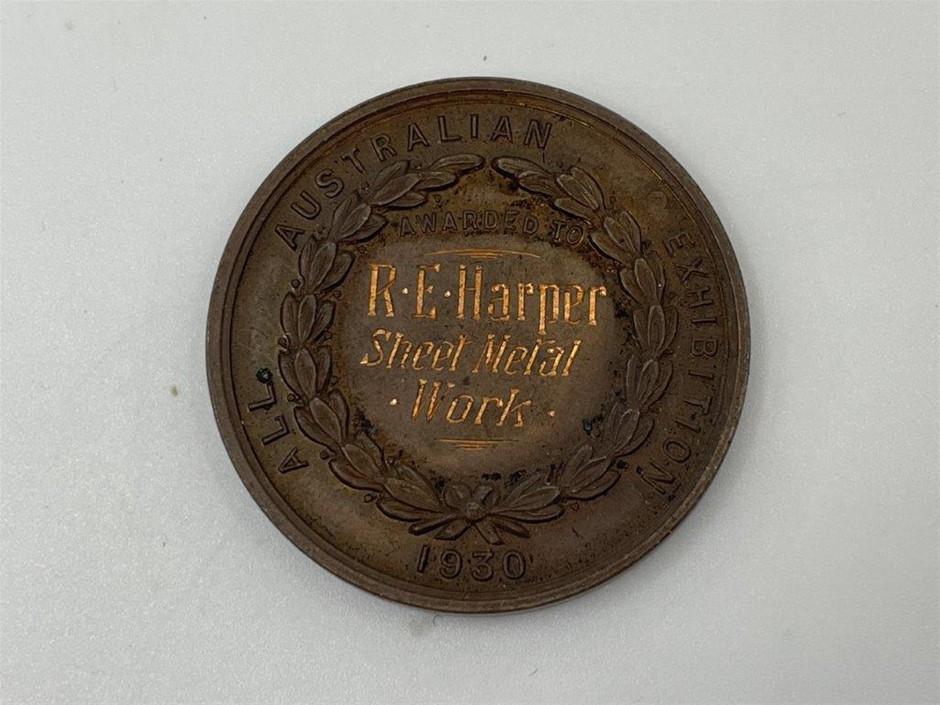 ALL AUSTRALIAN EXHIBITION
AWARDED TO
R·E·Harper
Sheet Metal
·Work·
1930